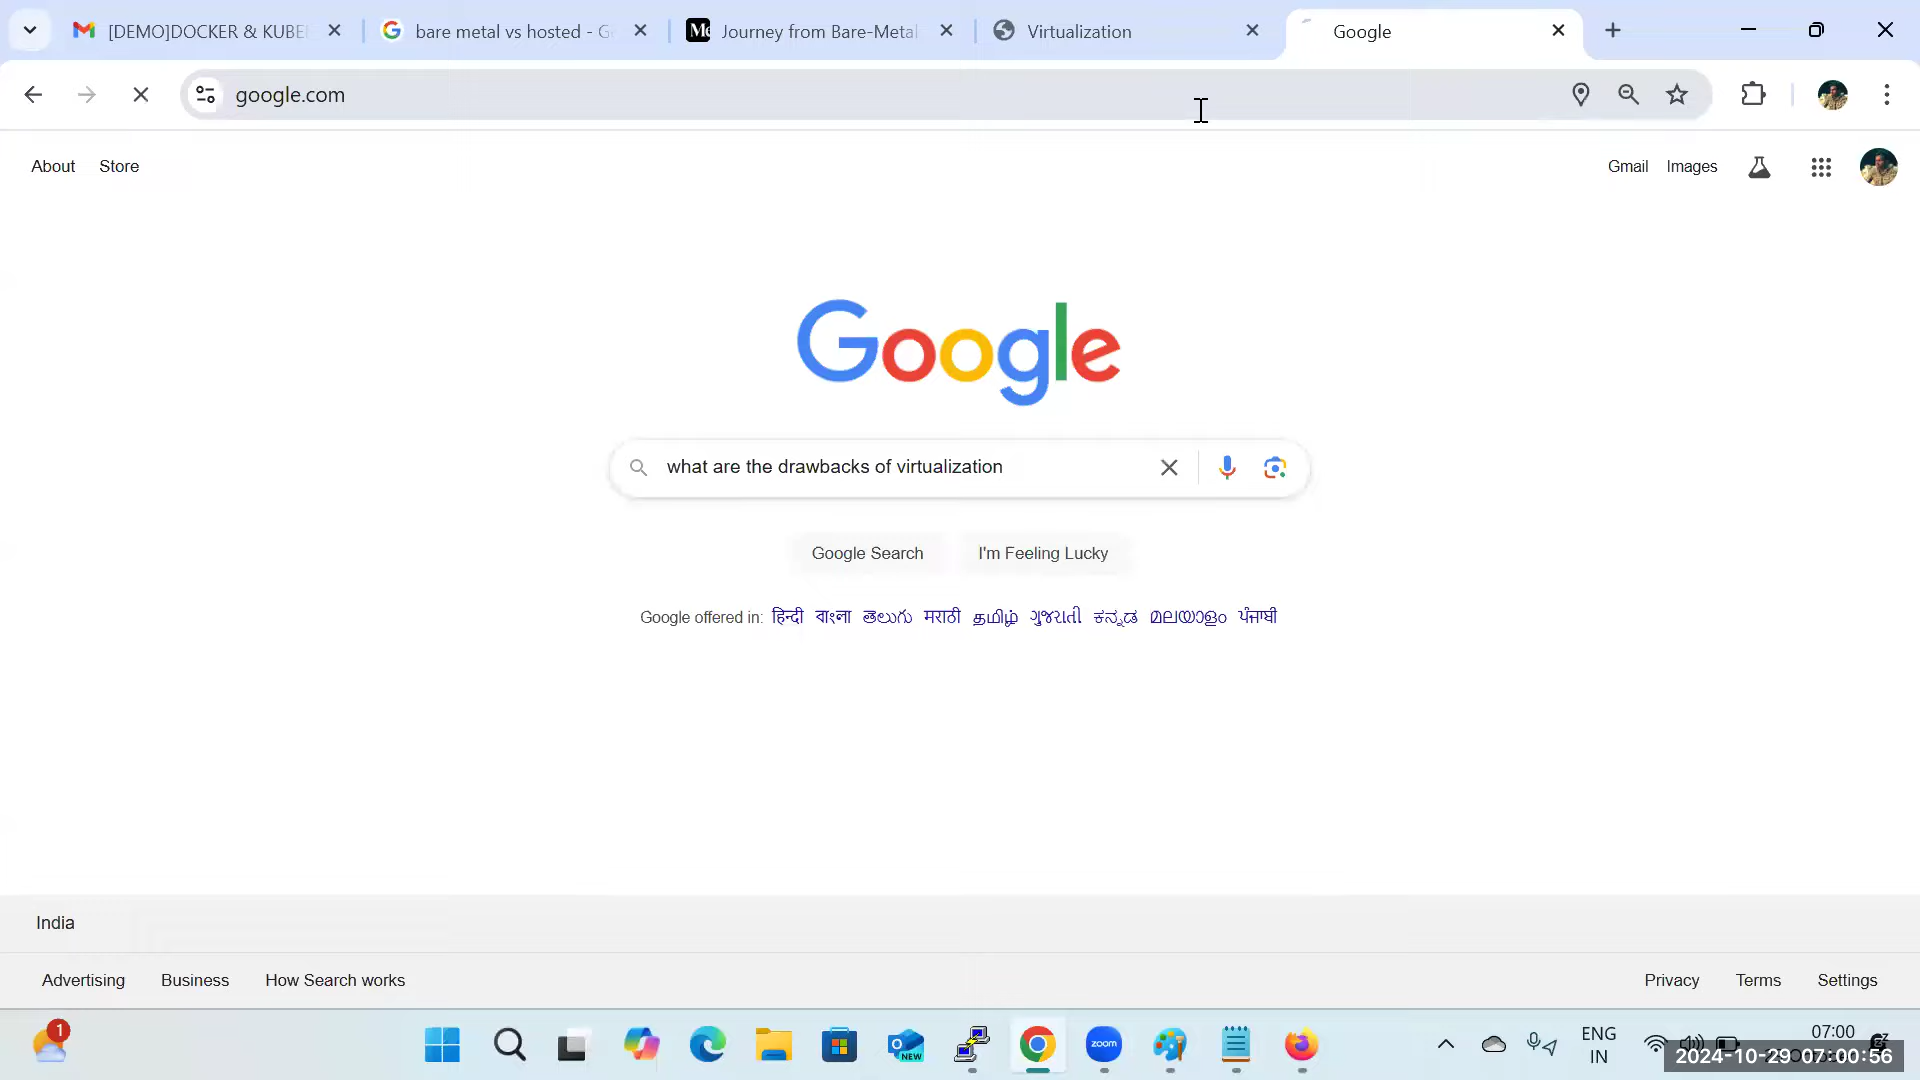 [DEMO]DOCKER & KUBE
bare metal vs hosted - G
Journey from Bare-Metal
Virtualization
Google
google.com
About Store
Gmail Images
Google
what are the drawbacks of virtualization
Google Search I'm Feeling Lucky
Google offered in: हिन्दी বাংলা తెలుగు मराठी தமிழ் ગુજરાતી ಕನ್ನಡ മലയാളം ਪੰਜਾਬੀ
India
Advertising Business How Search works
Privacy Terms Settings
1
NEW
zoom
ENG
IN
07:00
2024-10-29 07:00:56